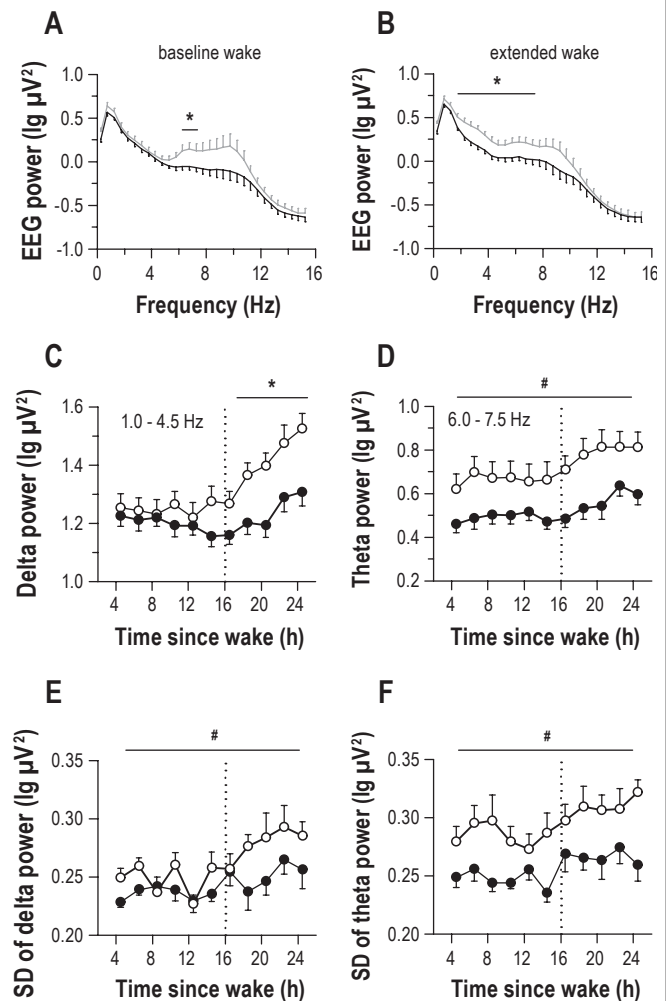 A
B
baseline wake
extended wake
EEG power (lg µV²)
1.0
0.5
0.0
-0.5
-1.0
*
0 4 8 12 16
Frequency (Hz)
EEG power (lg µV²)
1.0
0.5
0.0
-0.5
-1.0
*
0 4 8 12 16
Frequency (Hz)
C
D
Delta power (lg µV²)
1.6
1.4
1.2
1.0
1.0 - 4.5 Hz
*
4 8 12 16 20 24
Time since wake (h)
Theta power (lg µV²)
1.0
0.8
0.6
0.4
0.2
#
6.0 - 7.5 Hz
4 8 12 16 20 24
Time since wake (h)
E
F
SD of delta power (lg µV²)
0.35
0.30
0.25
0.20
#
4 8 12 16 20 24
Time since wake (h)
SD of theta power (lg µV²)
0.35
0.30
0.25
0.20
#
4 8 12 16 20 24
Time since wake (h)